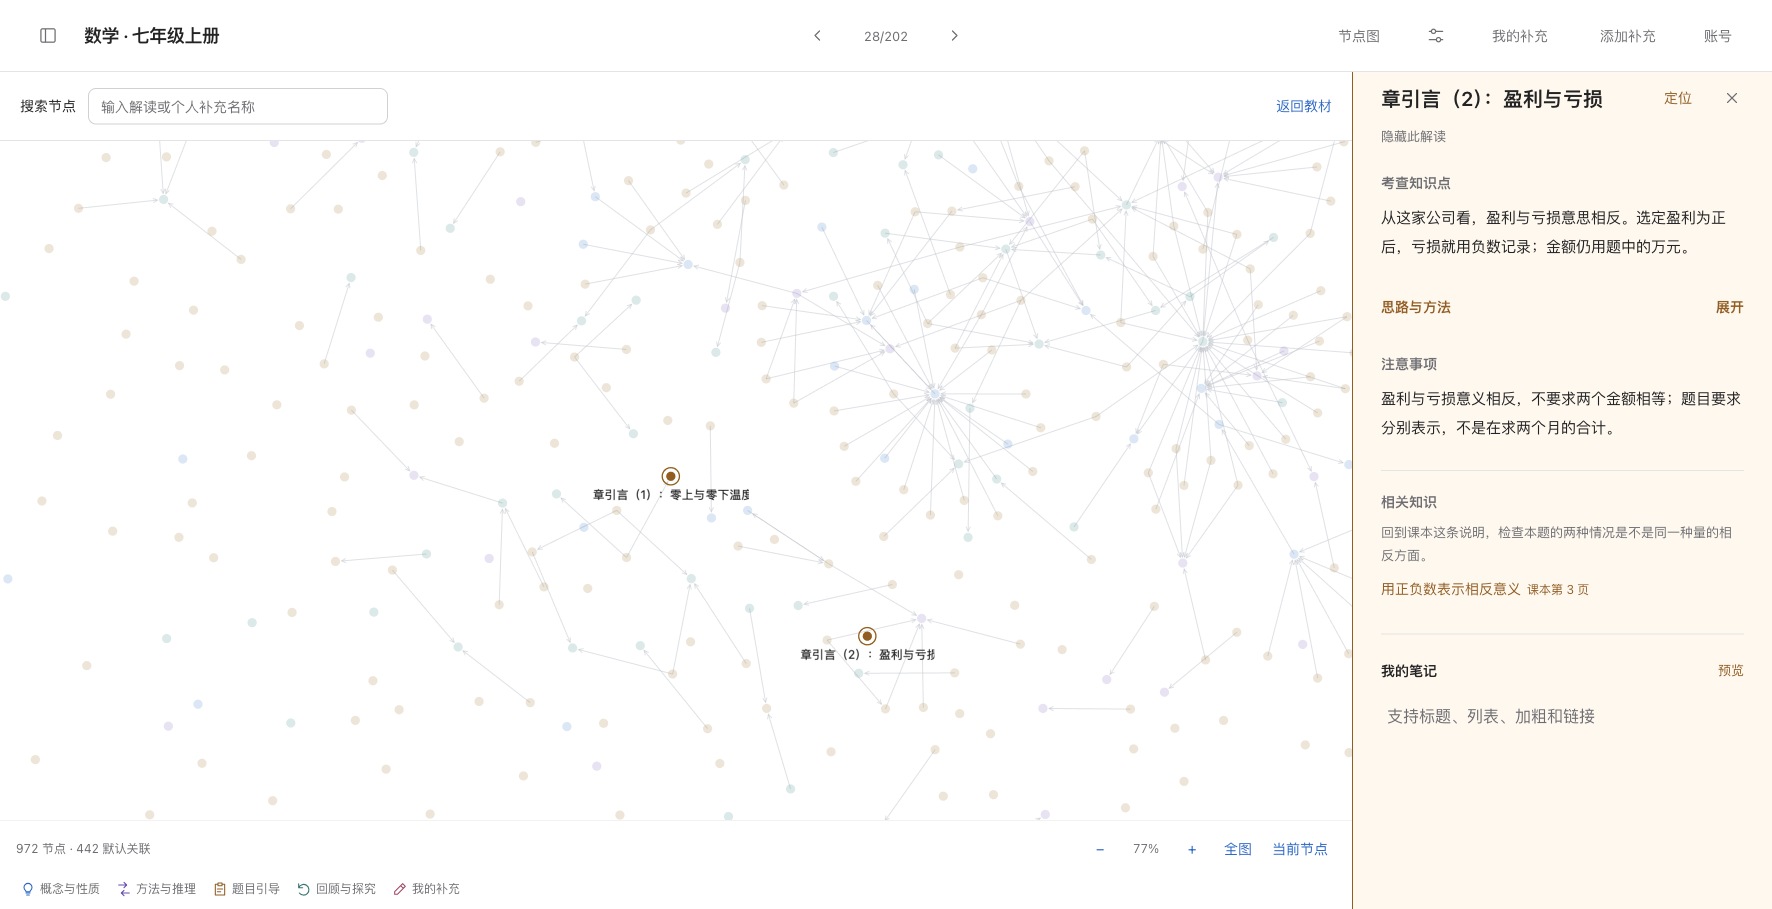 数学 · 七年级上册
28/202
节点图
我的补充
添加补充
账号
搜索节点
输入解读或个人补充名称
返回教材
章引言（1）：零上与零下温度
章引言（2）：盈利与亏损
972 节点 · 442 默认关联
− 77% + 全图 当前节点
概念与性质 方法与推理 题目引导 回顾与探究 我的补充
章引言（2）：盈利与亏损
定位
隐藏此解读
考查知识点
从这家公司看，盈利与亏损意思相反。选定盈利为正
后，亏损就用负数记录；金额仍用题中的万元。
思路与方法
展开
注意事项
盈利与亏损意义相反，不要求两个金额相等；题目要求
分别表示，不是在求两个月的合计。
相关知识
回到课本这条说明，检查本题的两种情况是不是同一种量的相
反方面。
用正负数表示相反意义 课本第 3 页
我的笔记
预览
支持标题、列表、加粗和链接